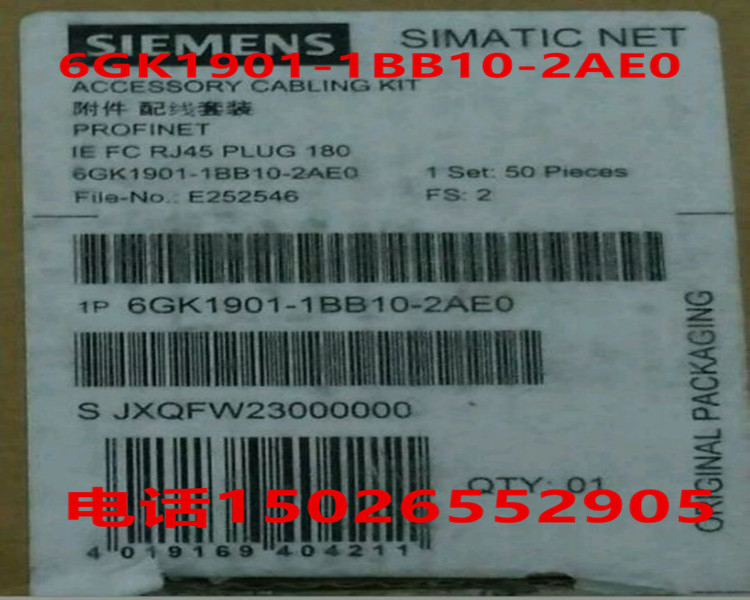 SIEMENS SIMATIC NET
6GK1901-1BB10-2AE0
ACCESSORY CABLING KIT
附件 配线套装
PROFINET
IE FC RJ45 PLUG 180
6GK1901-1BB10-2AE0 1 Set: 50 Pieces
File-No.: E252546 FS: 2
1P 6GK1901-1BB10-2AE0
S JXQFW23000000
QTY: 01
电话15026552905
4 019169 404211
ORIGINAL PACKAGING